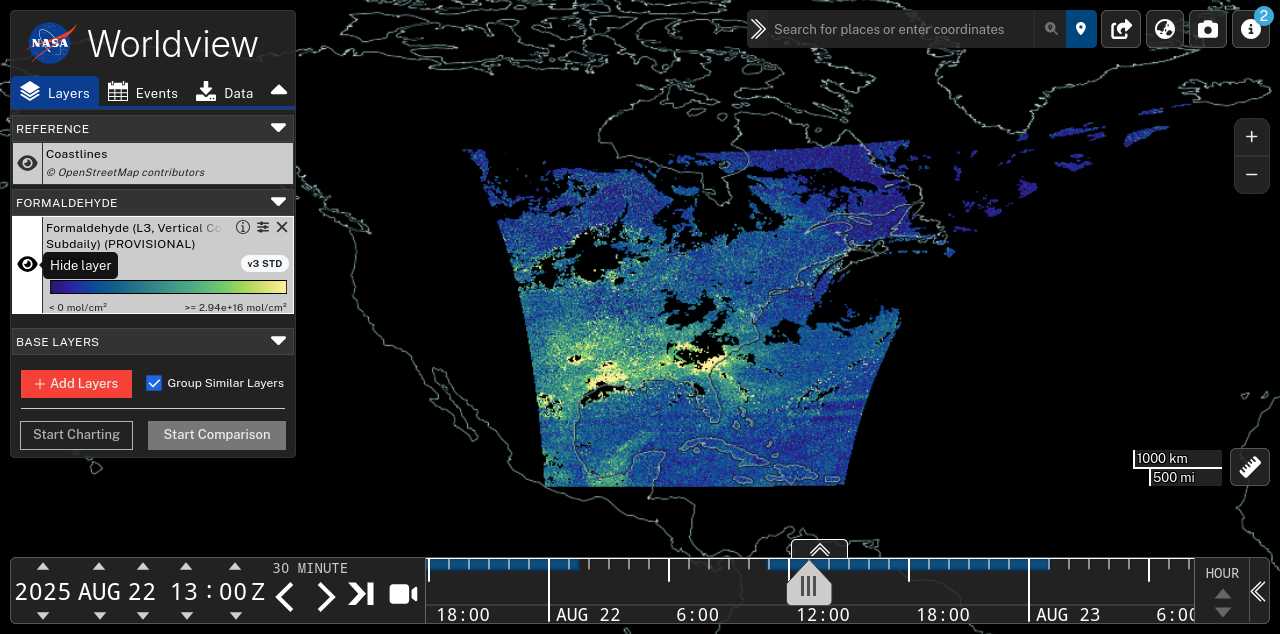 NASA Worldview
Search for places or enter coordinates
2
Layers Events Data
REFERENCE
Coastlines
© OpenStreetMap contributors
FORMALDEHYDE
Formaldehyde (L3, Vertical Co
Subdaily) (PROVISIONAL)
Hide layer
v3 STD
< 0 mol/cm² >= 2.94e+16 mol/cm²
BASE LAYERS
+ Add Layers
Group Similar Layers
Start Charting Start Comparison
+
−
1000 km
500 mi
30 MINUTE
2025 AUG 22 13 : 00 Z
18:00 AUG 22 6:00 12:00 18:00 AUG 23 6:00
HOUR